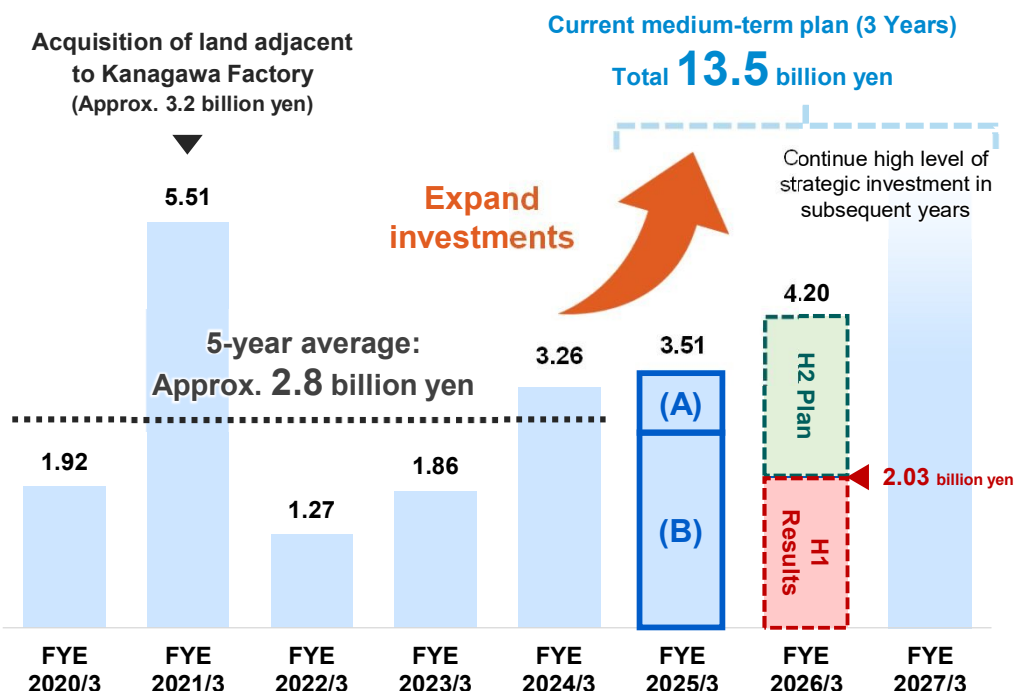 Current medium-term plan (3 Years)
Total 13.5 billion yen
Acquisition of land adjacent
to Kanagawa Factory
(Approx. 3.2 billion yen)
Continue high level of
strategic investment in
subsequent years
Expand
investments
5-year average:
Approx. 2.8 billion yen
1.92
5.51
1.27
1.86
3.26
3.51
4.20
(A)
(B)
H2 Plan
H1
Results
2.03 billion yen
FYE
2020/3
FYE
2021/3
FYE
2022/3
FYE
2023/3
FYE
2024/3
FYE
2025/3
FYE
2026/3
FYE
2027/3